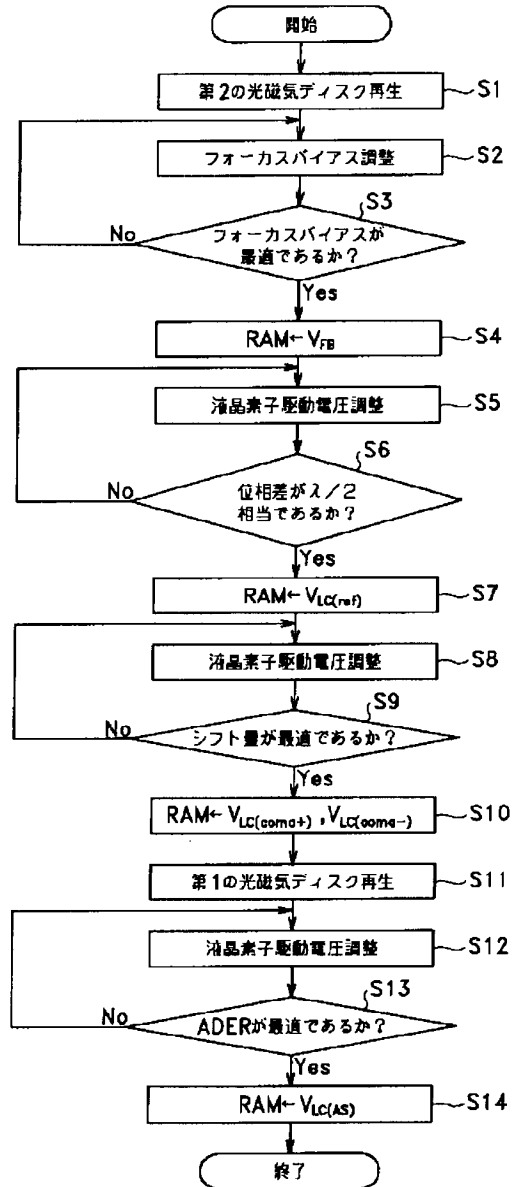 開始
第2の光磁気ディスク再生
S1
フォーカスバイアス調整
S2
S3
フォーカスバイアスが
最適であるか?
No
Yes
RAM←VFB
S4
液晶素子駆動電圧調整
S5
S6
位相差がλ/2
相当であるか?
No
Yes
RAM←VLC(ref)
S7
液晶素子駆動電圧調整
S8
S9
シフト量が最適であるか?
No
Yes
RAM←VLC(coma+),VLC(coma-)
S10
第1の光磁気ディスク再生
S11
液晶素子駆動電圧調整
S12
S13
ADERが最適であるか?
No
Yes
RAM←VLC(AS)
S14
終了